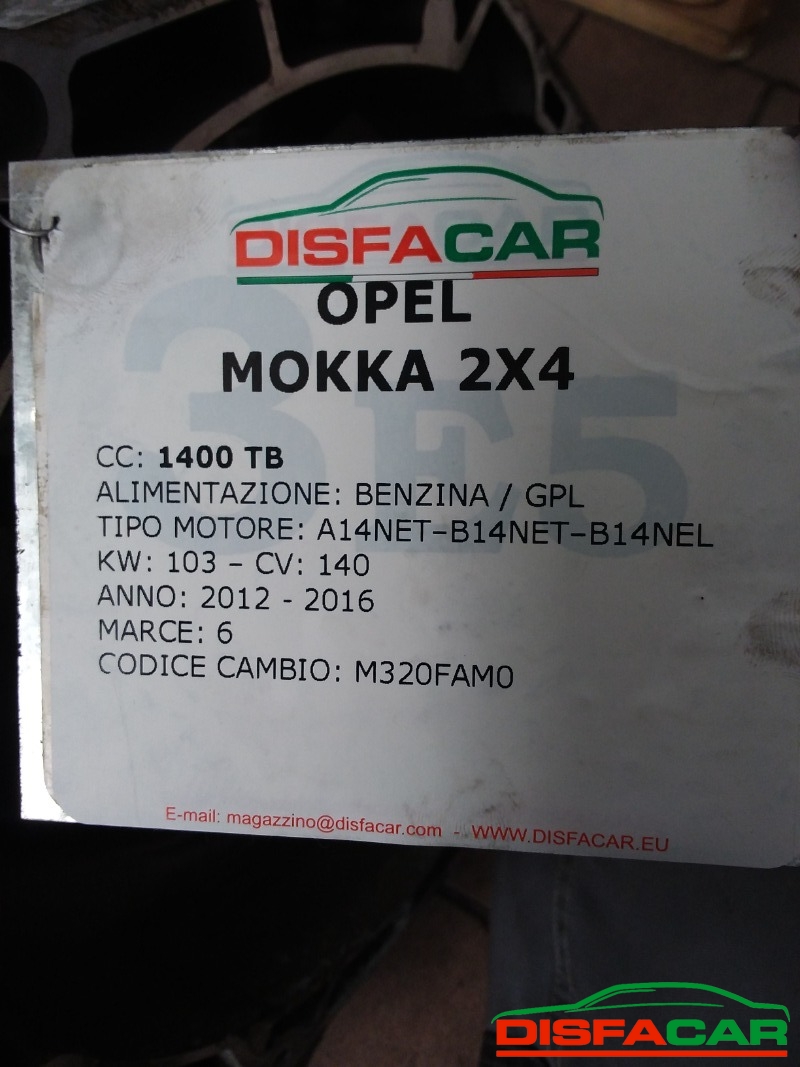 DISFACAR
OPEL
MOKKA 2X4
3E5
CC: 1400 TB
ALIMENTAZIONE: BENZINA / GPL
TIPO MOTORE: A14NET-B14NET-B14NEL
KW: 103 - CV: 140
ANNO: 2012 - 2016
MARCE: 6
CODICE CAMBIO: M320FAM0
E-mail: magazzino@disfacar.com - WWW.DISFACAR.EU
DISFACAR